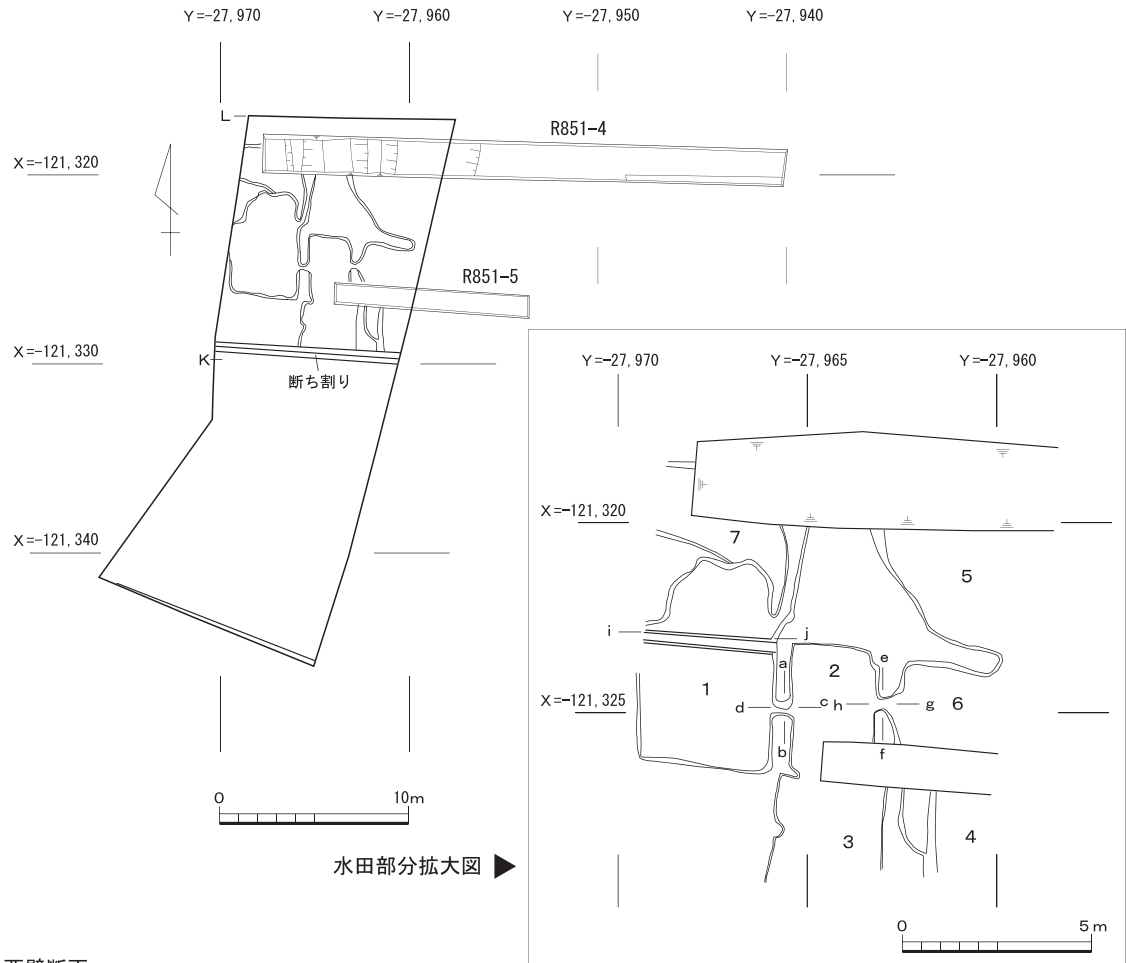 Y=-27,970
Y=-27,960
Y=-27,950
Y=-27,940
L
R851-4
X=-121,320
R851-5
X=-121,330
K
断ち割り
X=-121,340
0 10m
水田部分拡大図 ▶
Y=-27,970
Y=-27,965
Y=-27,960
X=-121,320
7
5
i
j
a
2
e
1
d
c
h
g
6
X=-121,325
b
f
3
4
0 5m